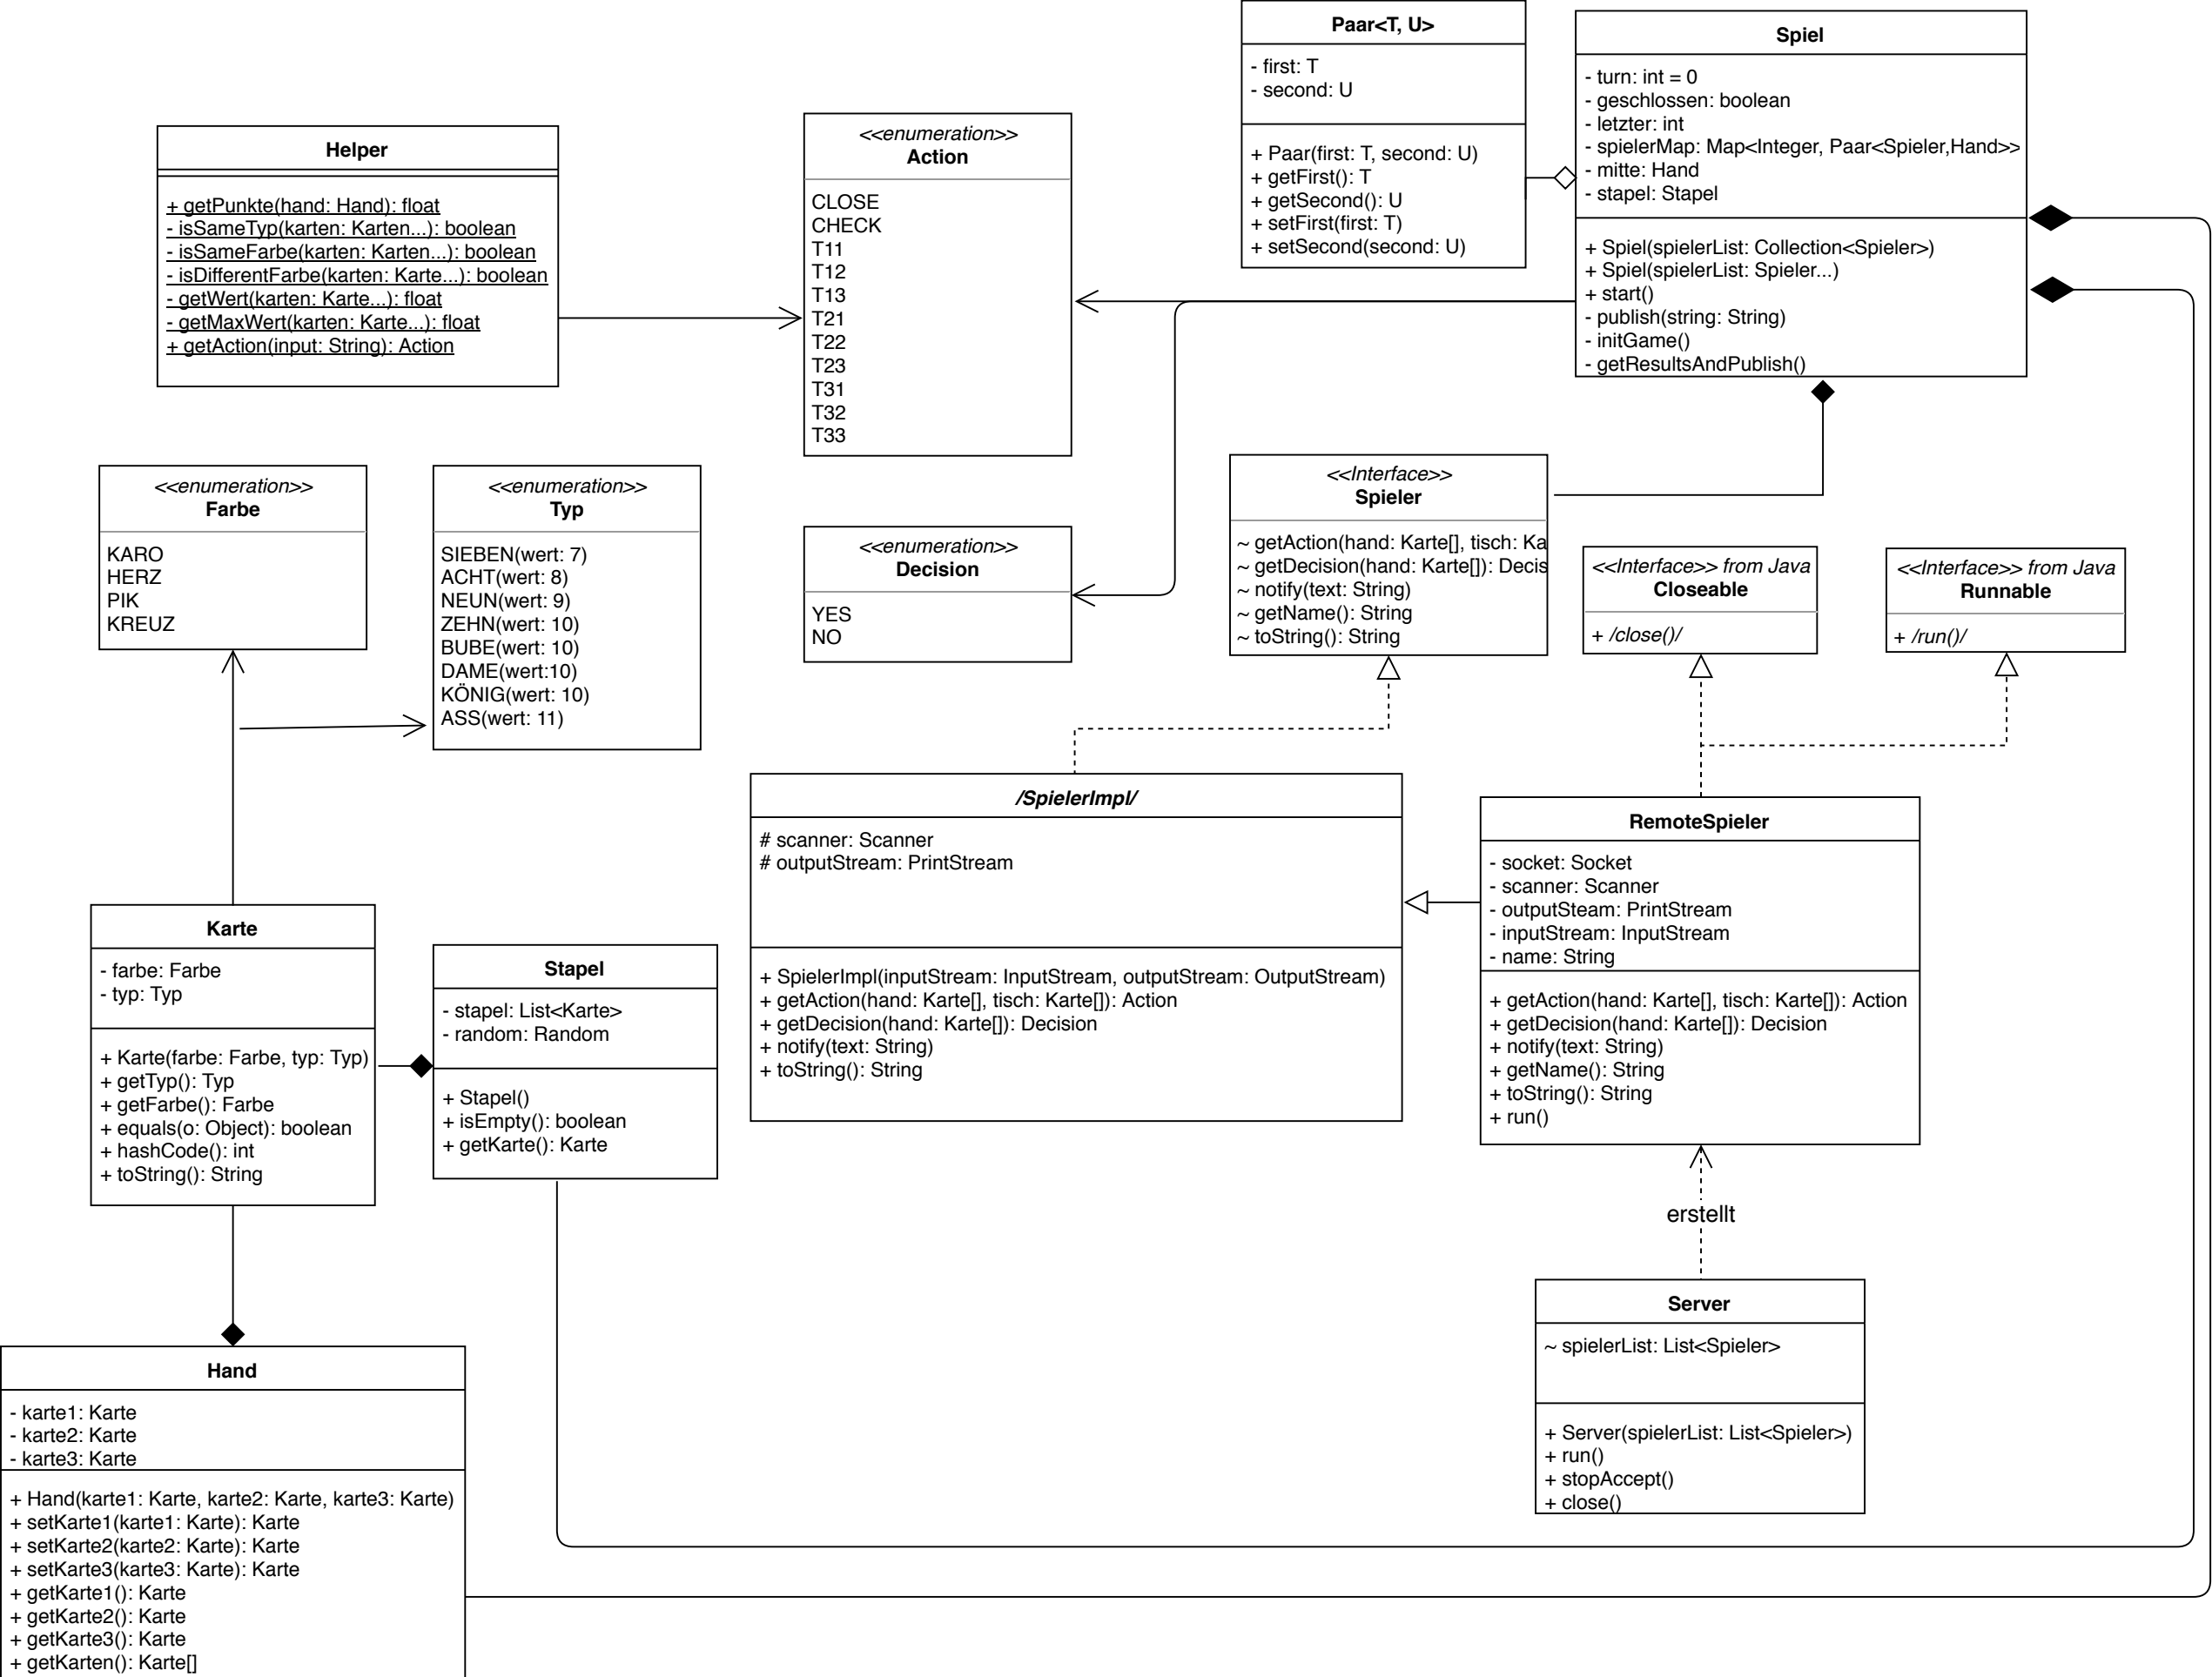 Paar<T, U>
- first: T
- second: U
+ Paar(first: T, second: U)
+ getFirst(): T
+ getSecond(): U
+ setFirst(first: T)
+ setSecond(second: U)
Spiel
- turn: int = 0
- geschlossen: boolean
- letzter: int
- spielerMap: Map<Integer, Paar<Spieler,Hand>>
- mitte: Hand
- stapel: Stapel
+ Spiel(spielerList: Collection<Spieler>)
+ Spiel(spielerList: Spieler...)
+ start()
- publish(string: String)
- initGame()
- getResultsAndPublish()
Helper
+ getPunkte(hand: Hand): float
- isSameTyp(karten: Karten...): boolean
- isSameFarbe(karten: Karten...): boolean
- isDifferentFarbe(karten: Karte...): boolean
- getWert(karten: Karte...): float
- getMaxWert(karten: Karte...): float
+ getAction(input: String): Action
<<enumeration>>
Action
CLOSE
CHECK
T11
T12
T13
T21
T22
T23
T31
T32
T33
<<enumeration>>
Farbe
KARO
HERZ
PIK
KREUZ
<<enumeration>>
Typ
SIEBEN(wert: 7)
ACHT(wert: 8)
NEUN(wert: 9)
ZEHN(wert: 10)
BUBE(wert: 10)
DAME(wert:10)
KÖNIG(wert: 10)
ASS(wert: 11)
<<enumeration>>
Decision
YES
NO
<<Interface>>
Spieler
~ getAction(hand: Karte[], tisch: Ka
~ getDecision(hand: Karte[]): Decis
~ notify(text: String)
~ getName(): String
~ toString(): String
<<Interface>> from Java
Closeable
+ /close()/
<<Interface>> from Java
Runnable
+ /run()/
/SpielerImpl/
# scanner: Scanner
# outputStream: PrintStream
+ SpielerImpl(inputStream: InputStream, outputStream: OutputStream)
+ getAction(hand: Karte[], tisch: Karte[]): Action
+ getDecision(hand: Karte[]): Decision
+ notify(text: String)
+ toString(): String
RemoteSpieler
- socket: Socket
- scanner: Scanner
- outputSteam: PrintStream
- inputStream: InputStream
- name: String
+ getAction(hand: Karte[], tisch: Karte[]): Action
+ getDecision(hand: Karte[]): Decision
+ notify(text: String)
+ getName(): String
+ toString(): String
+ run()
Karte
- farbe: Farbe
- typ: Typ
+ Karte(farbe: Farbe, typ: Typ)
+ getTyp(): Typ
+ getFarbe(): Farbe
+ equals(o: Object): boolean
+ hashCode(): int
+ toString(): String
Stapel
- stapel: List<Karte>
- random: Random
+ Stapel()
+ isEmpty(): boolean
+ getKarte(): Karte
erstellt
Server
~ spielerList: List<Spieler>
+ Server(spielerList: List<Spieler>)
+ run()
+ stopAccept()
+ close()
Hand
- karte1: Karte
- karte2: Karte
- karte3: Karte
+ Hand(karte1: Karte, karte2: Karte, karte3: Karte)
+ setKarte1(karte1: Karte): Karte
+ setKarte2(karte2: Karte): Karte
+ setKarte3(karte3: Karte): Karte
+ getKarte1(): Karte
+ getKarte2(): Karte
+ getKarte3(): Karte
+ getKarten(): Karte[]